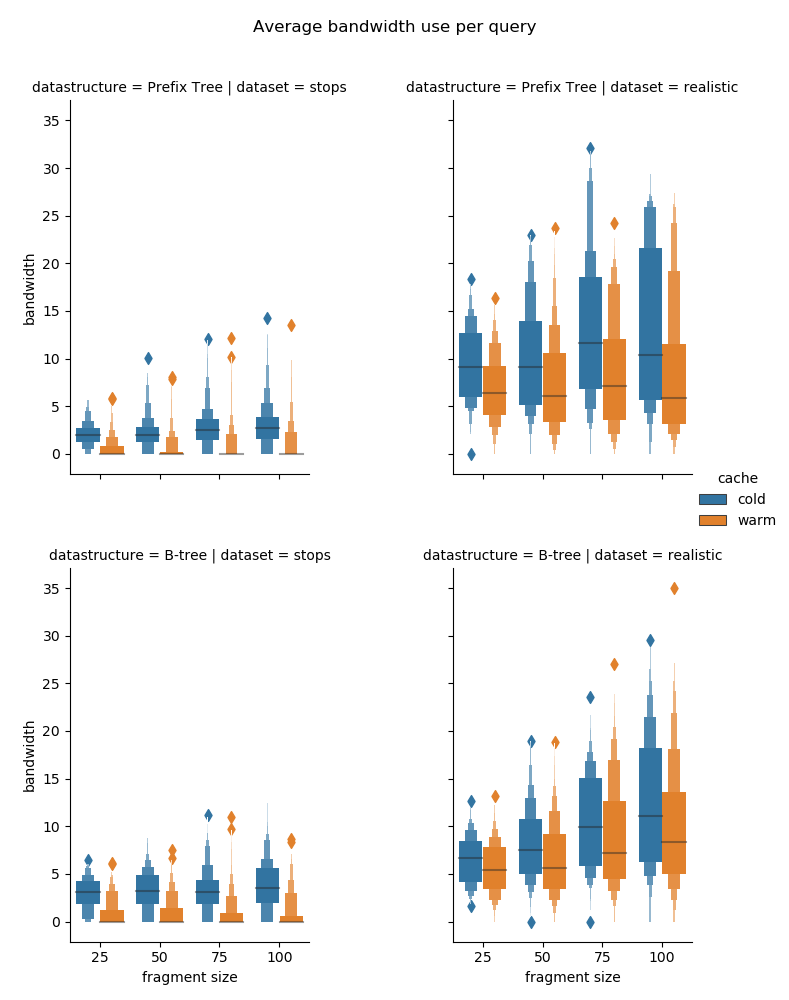 Average bandwidth use per query
datastructure = Prefix Tree | dataset = stops
datastructure = Prefix Tree | dataset = realistic
35
30
25
20
15
10
5
0
bandwidth
cache
cold
warm
datastructure = B-tree | dataset = stops
datastructure = B-tree | dataset = realistic
35
30
25
20
15
10
5
0
bandwidth
25 50 75 100
fragment size
25 50 75 100
fragment size